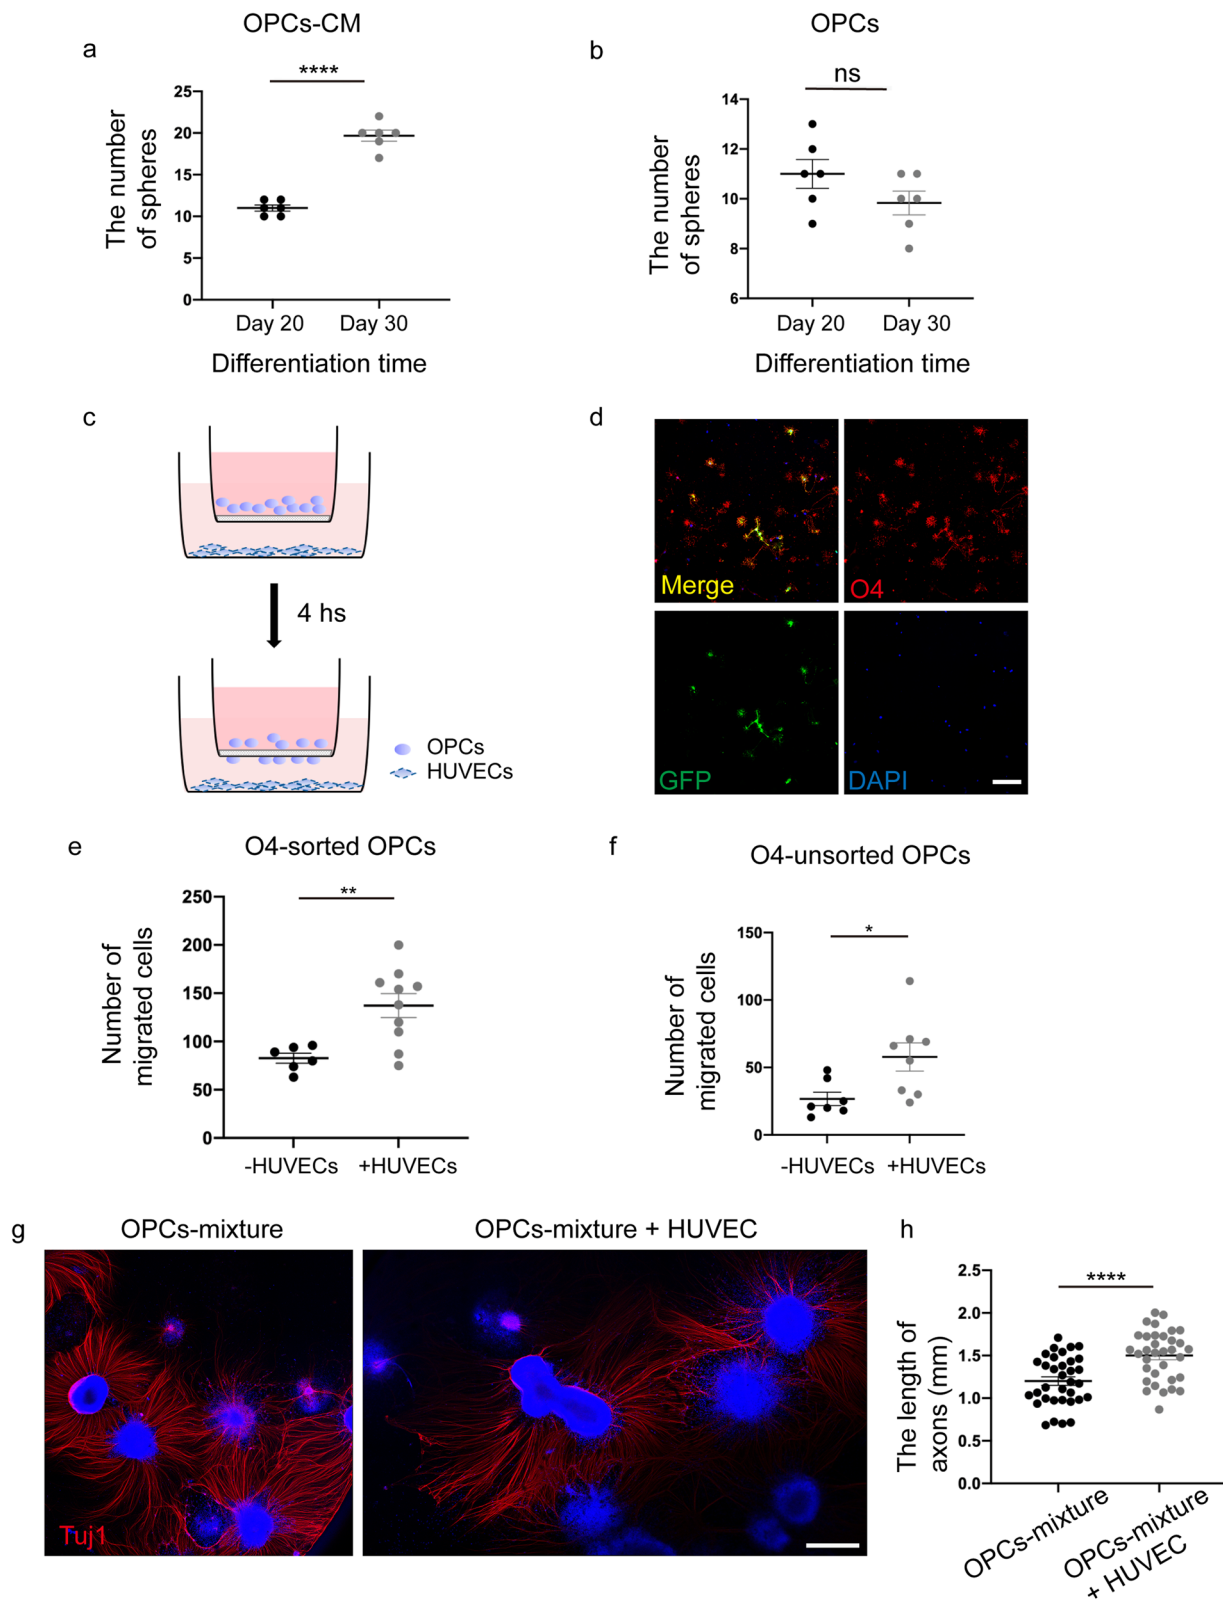 OPCs-CM
a
****
The number
of spheres
25
20
15
10
5
0
Day 20
Day 30
Differentiation time
OPCs
b
ns
The number
of spheres
14
12
10
8
6
Day 20
Day 30
Differentiation time
c
4 hs
OPCs
HUVECs
d
Merge
O4
GFP
DAPI
e
O4-sorted OPCs
**
Number of
migrated cells
250
200
150
100
50
0
-HUVECs
+HUVECs
f
O4-unsorted OPCs
*
Number of
migrated cells
150
100
50
0
-HUVECs
+HUVECs
g
OPCs-mixture
OPCs-mixture + HUVEC
Tuj1
h
****
The length of
axons (mm)
2.5
2.0
1.5
1.0
0.5
0.0
OPCs-mixture
OPCs-mixture
+ HUVEC